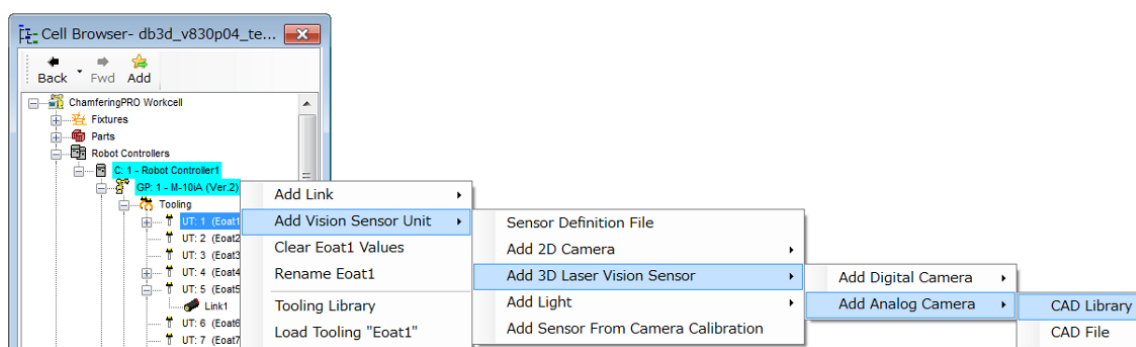 Cell Browser- db3d_v830p04_te...
Back Fwd Add
ChamferingPRO Workcell
Fixtures
Parts
Robot Controllers
C: 1 - Robot Controller1
GP: 1 - M-10iA (Ver.2)
Tooling
UT: 1 (Eoat1
UT: 2 (Eoat2
UT: 3 (Eoat3
UT: 4 (Eoat4
UT: 5 (Eoat5
Link1
UT: 6 (Eoat6
UT: 7 (Eoat7
Add Link
Add Vision Sensor Unit
Clear Eoat1 Values
Rename Eoat1
Tooling Library
Load Tooling "Eoat1"
Sensor Definition File
Add 2D Camera
Add 3D Laser Vision Sensor
Add Light
Add Sensor From Camera Calibration
Add Digital Camera
Add Analog Camera
CAD Library
CAD File